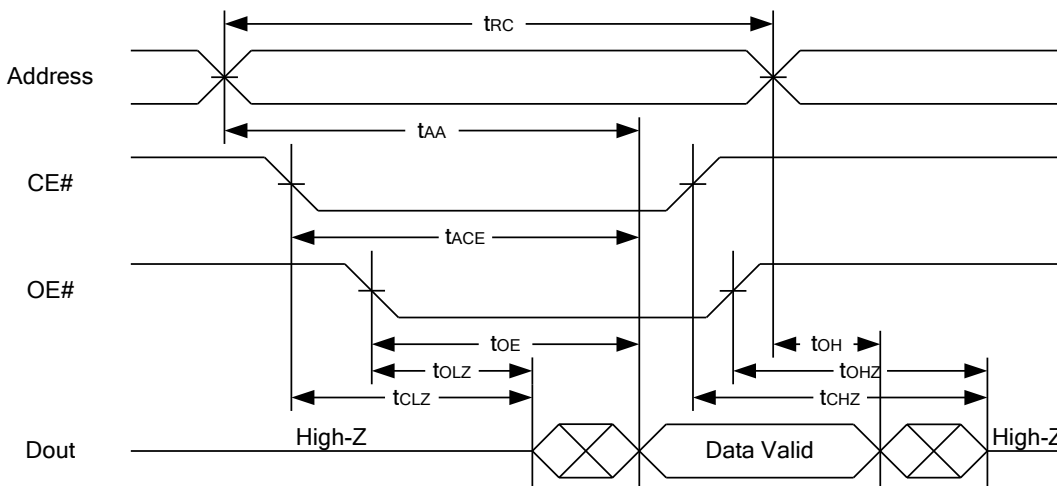 tRC
Address
tAA
CE#
tACE
OE#
tOE
tOH
tOLZ
tOHZ
tCLZ
tCHZ
High-Z
Data Valid
High-Z
Dout